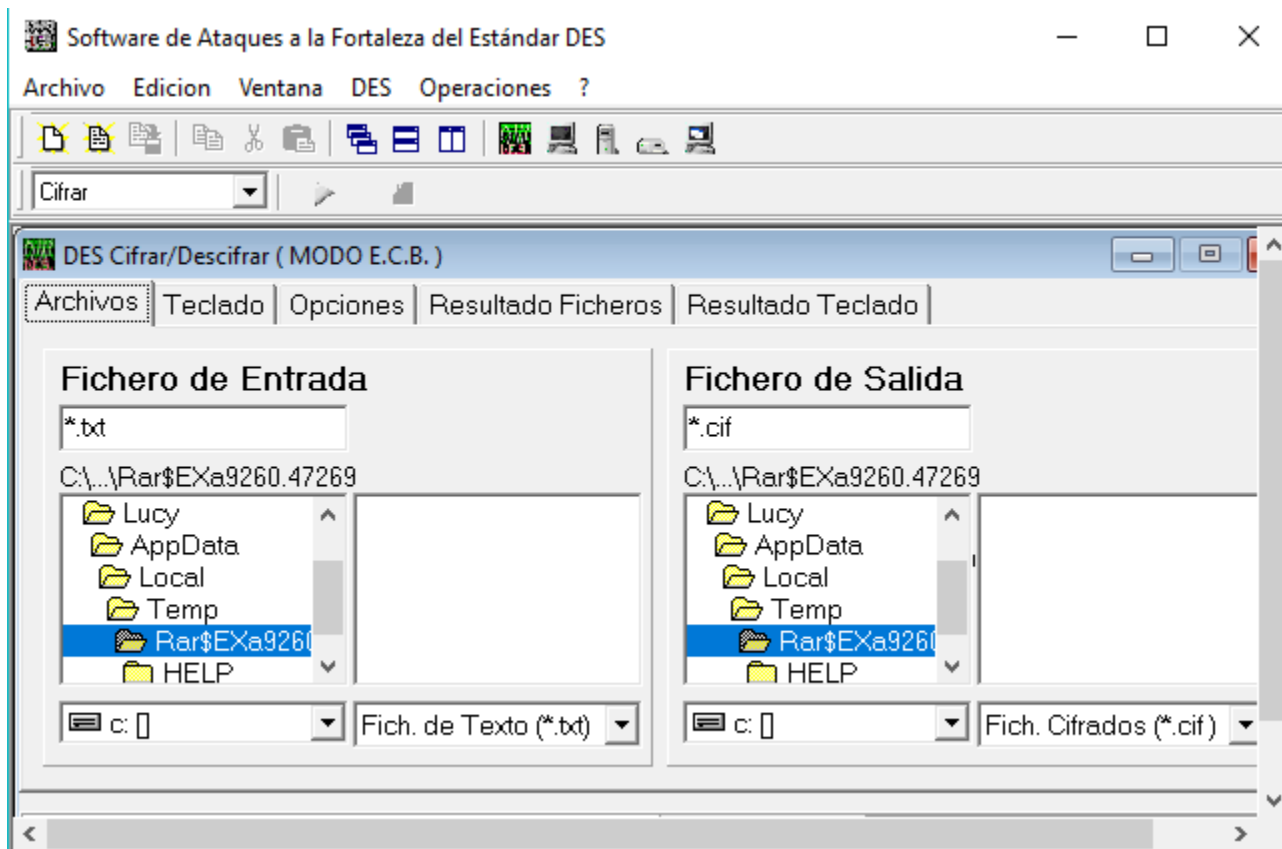 Software de Ataques a la Fortaleza del Estándar DES
Archivo Edicion Ventana DES Operaciones ?
Cifrar
DES Cifrar/Descifrar ( MODO E.C.B. )
Archivos Teclado Opciones Resultado Ficheros Resultado Teclado
Fichero de Entrada
*.txt
C:\...\Rar$EXa9260.47269
Lucy
AppData
Local
Temp
Rar$EXa9260
HELP
c: []
Fich. de Texto (*.txt)
Fichero de Salida
*.cif
C:\...\Rar$EXa9260.47269
Lucy
AppData
Local
Temp
Rar$EXa9260
HELP
c: []
Fich. Cifrados (*.cif )